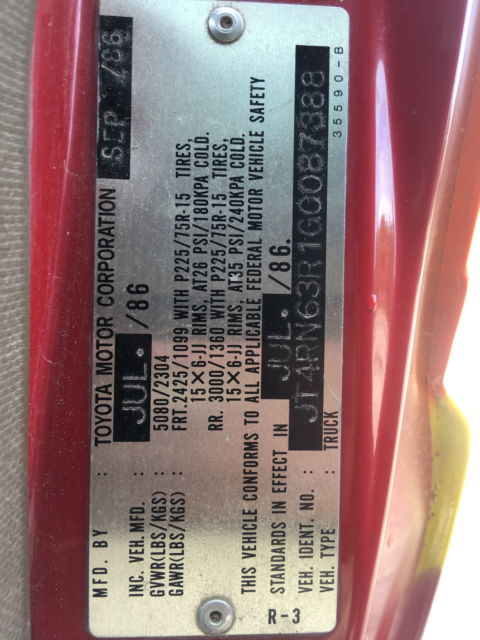 MFD. BY : TOYOTA MOTOR CORPORATION SEP /86
INC. VEH. MFD. : JUL. /86
GVWR(LBS/KGS) : 5080/2304
GAWR(LBS/KGS) : FRT. 2425/1099 WITH P225/75R-15 TIRES,
15×6-JJ RIMS, AT26 PSI/180KPA COLD.
RR. 3000/1360 WITH P225/75R-15 TIRES,
15×6-JJ RIMS, AT35 PSI/240KPA COLD.
THIS VEHICLE CONFORMS TO ALL APPLICABLE FEDERAL MOTOR VEHICLE SAFETY
STANDARDS IN EFFECT IN JUL. /86.
VEH. IDENT. NO. : JT4RN63R1G0087388
VEH. TYPE : TRUCK
R-3
35590-B